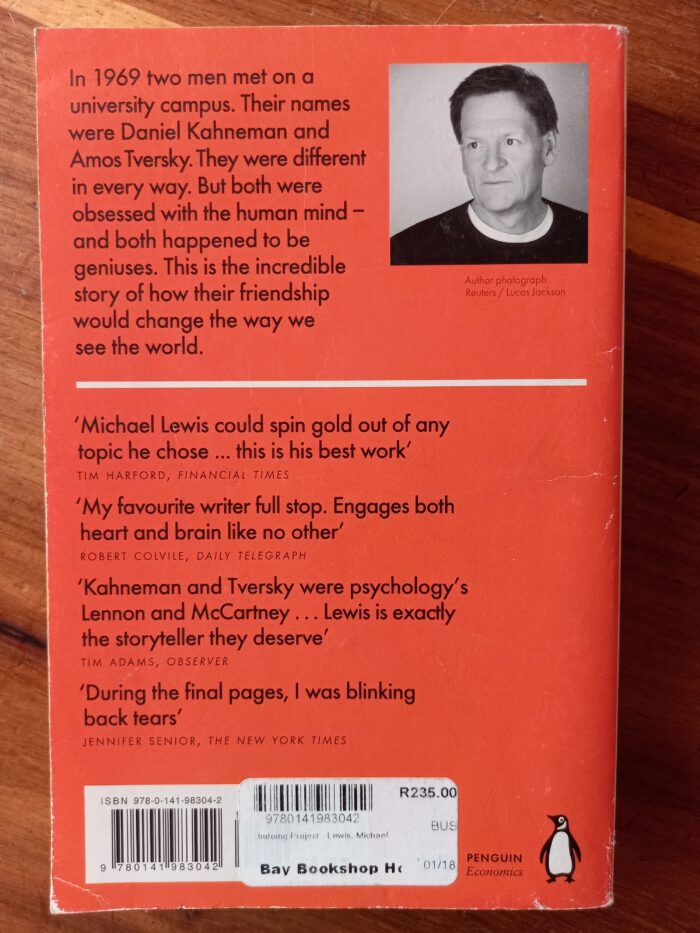 In 1969 two men met on a
university campus. Their names
were Daniel Kahneman and
Amos Tversky. They were different
in every way. But both were
obsessed with the human mind –
and both happened to be
geniuses. This is the incredible
story of how their friendship
would change the way we
see the world.
Author photograph:
Reuters / Lucas Jackson
‘Michael Lewis could spin gold out of any
topic he chose ... this is his best work’
TIM HARFORD, FINANCIAL TIMES
‘My favourite writer full stop. Engages both
heart and brain like no other’
ROBERT COLVILE, DAILY TELEGRAPH
‘Kahneman and Tversky were psychology’s
Lennon and McCartney . . . Lewis is exactly
the storyteller they deserve’
TIM ADAMS, OBSERVER
‘During the final pages, I was blinking
back tears’
JENNIFER SENIOR, THE NEW YORK TIMES
ISBN 978-0-141-98304-2
9 780141 983042
R235.00
9780141983042
BUS
Project Lewis, Michael
Bay Bookshop
01/18
PENGUIN
Economics